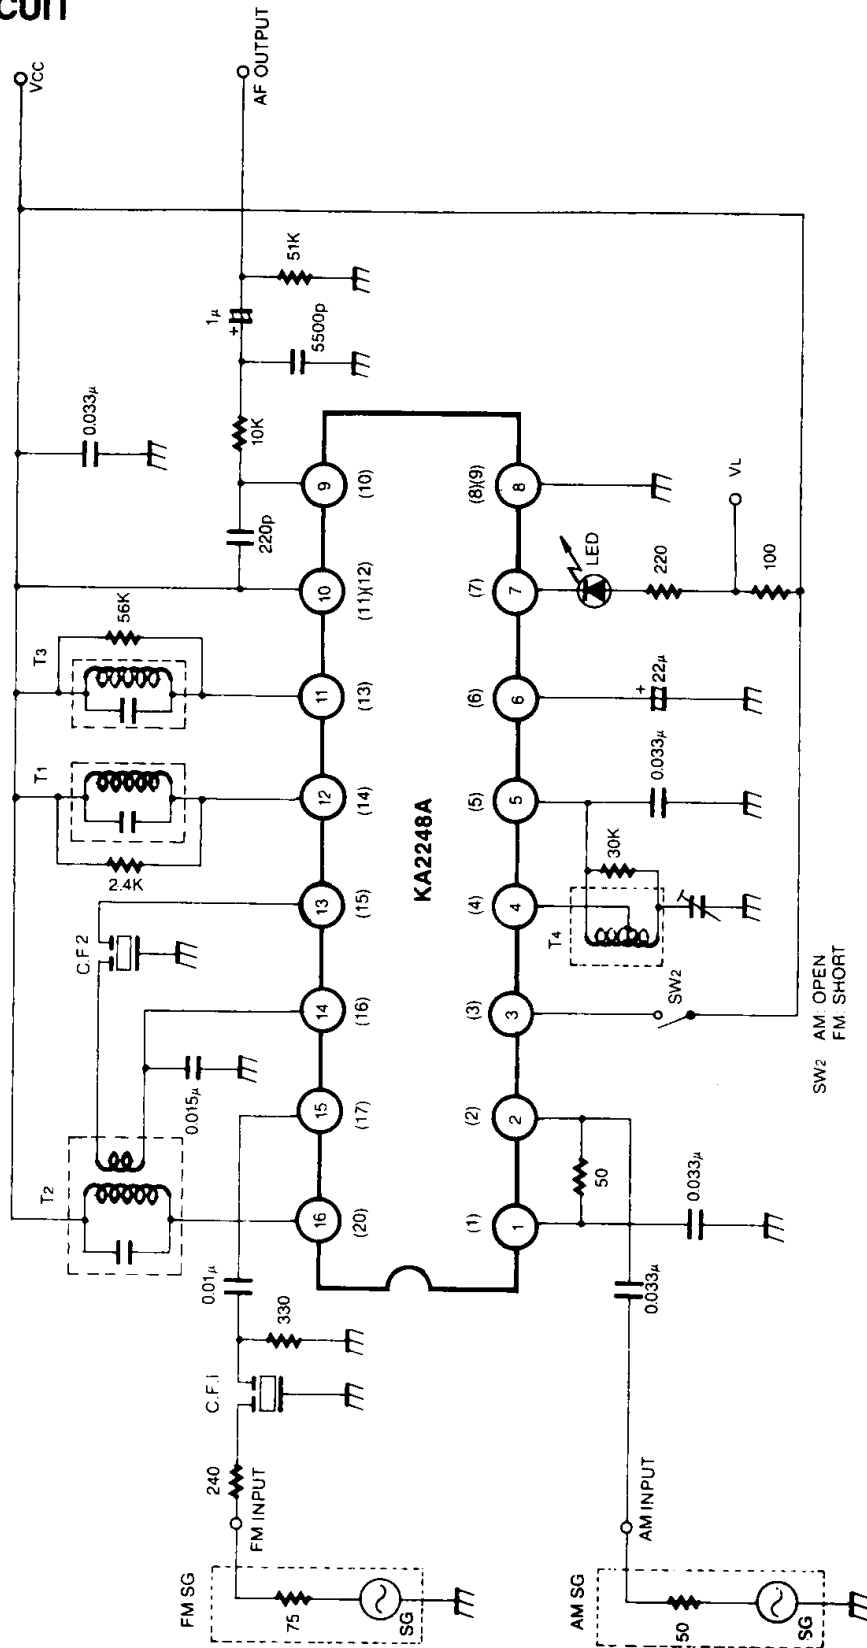 Vcc
AF OUTPUT
51K
1μ
+
5500p
0.033μ
10K
220p
T3
56K
T1
2.4K
C.F2
0.015μ
T2
0.01μ
330
C.F.1
240
FM INPUT
FM SG
75
SG
16
(20)
15
(17)
14
(16)
13
(15)
12
(14)
11
(13)
10
(11)(12)
9
(10)
KA2248A
(1)
1
(2)
2
(3)
3
(4)
4
(5)
5
(6)
6
(7)
7
(8)(9)
8
50
0.033μ
0.033μ
SW2
T4
30K
0.033μ
+
22μ
LED
220
VL
100
AM INPUT
AM SG
50
SG
SW2 AM: OPEN
FM: SHORT